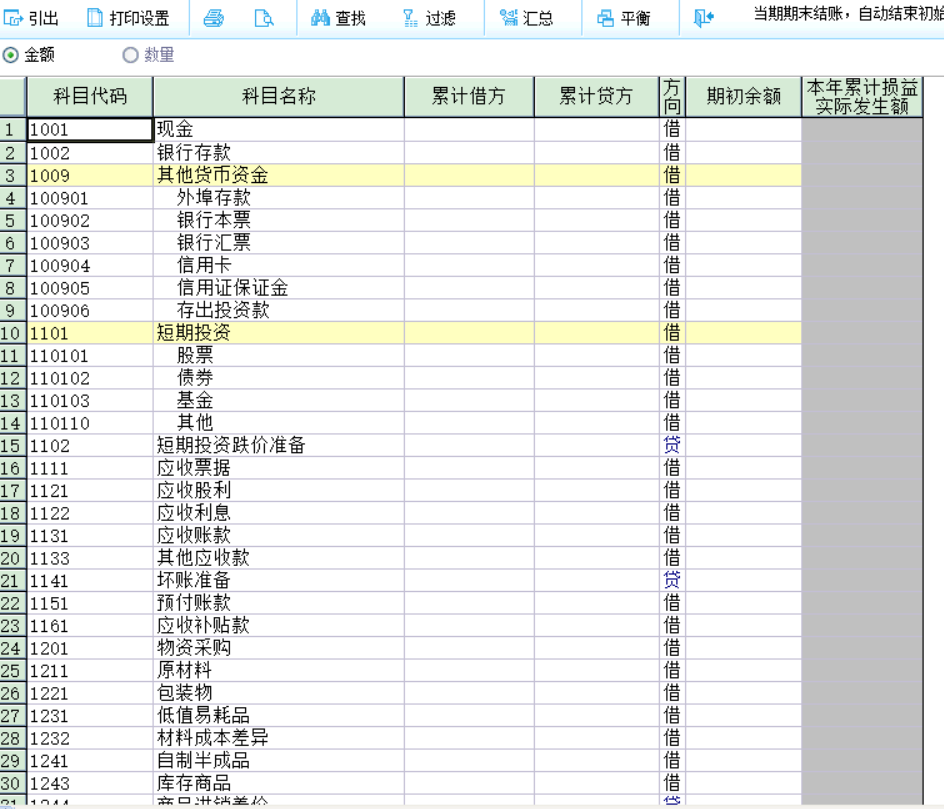 引出 打印设置 查找 过滤 汇总 平衡 当期期末结账，自动结束初始
金额 数量
科目代码 科目名称 累计借方 累计贷方 方向 期初余额 本年累计损益实际发生额
1 1001 现金 借
2 1002 银行存款 借
3 1009 其他货币资金 借
4 100901 外埠存款 借
5 100902 银行本票 借
6 100903 银行汇票 借
7 100904 信用卡 借
8 100905 信用证保证金 借
9 100906 存出投资款 借
10 1101 短期投资 借
11 110101 股票 借
12 110102 债券 借
13 110103 基金 借
14 110110 其他 借
15 1102 短期投资跌价准备 贷
16 1111 应收票据 借
17 1121 应收股利 借
18 1122 应收利息 借
19 1131 应收账款 借
20 1133 其他应收款 借
21 1141 坏账准备 贷
22 1151 预付账款 借
23 1161 应收补贴款 借
24 1201 物资采购 借
25 1211 原材料 借
26 1221 包装物 借
27 1231 低值易耗品 借
28 1232 材料成本差异 借
29 1241 自制半成品 借
30 1243 库存商品 借
31 1244 商品进销差价 贷